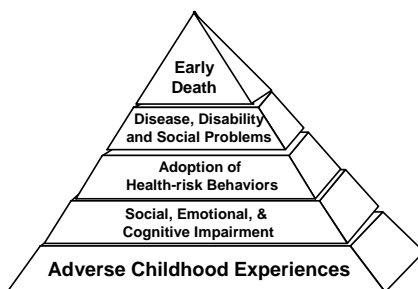 Early
Death
Disease, Disability
and Social Problems
Adoption of
Health-risk Behaviors
Social, Emotional, &
Cognitive Impairment
Adverse Childhood Experiences